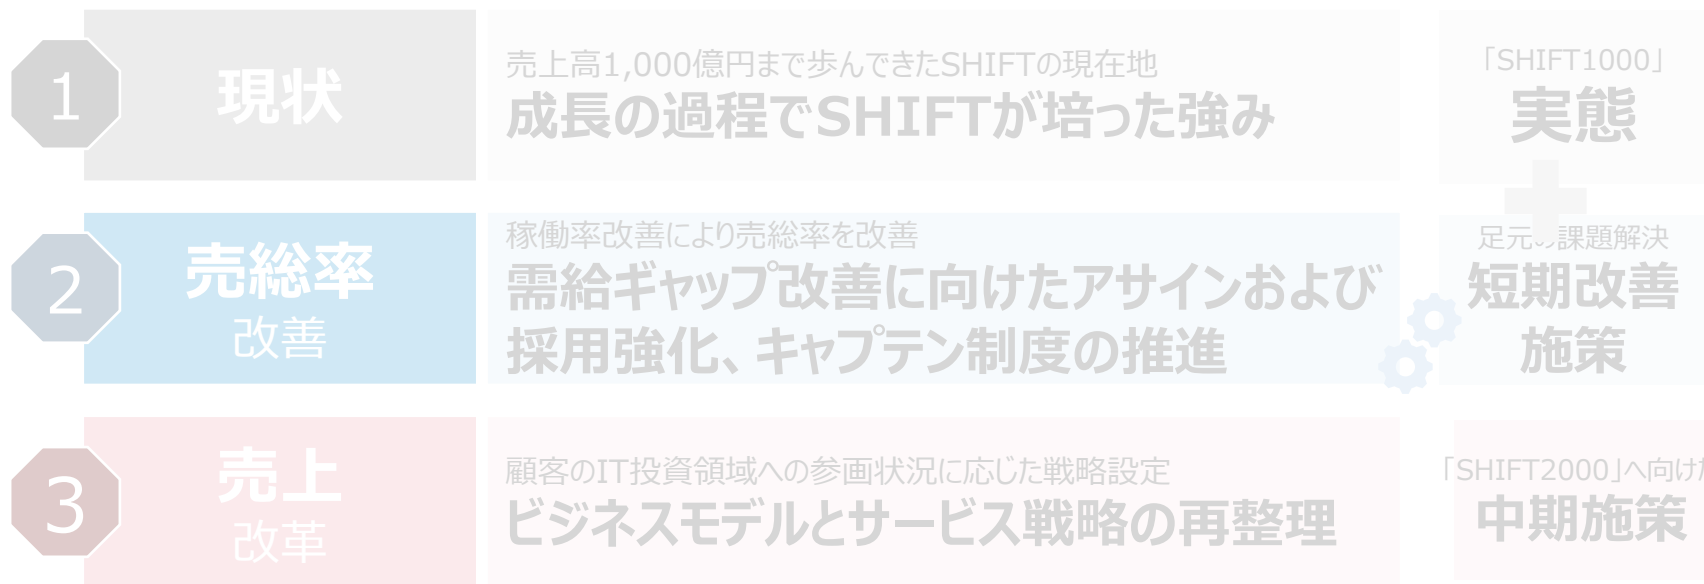 1
現状
売上高1,000億円まで歩んできたSHIFTの現在地
成長の過程でSHIFTが培った強み
「SHIFT1000」
実態
2
売総率
改善
稼働率改善により売総率を改善
需給ギャップ改善に向けたアサインおよび
採用強化、キャプテン制度の推進
足元の課題解決
短期改善
施策
3
売上
改革
顧客のIT投資領域への参画状況に応じた戦略設定
ビジネスモデルとサービス戦略の再整理
「SHIFT2000」へ向け
中期施策